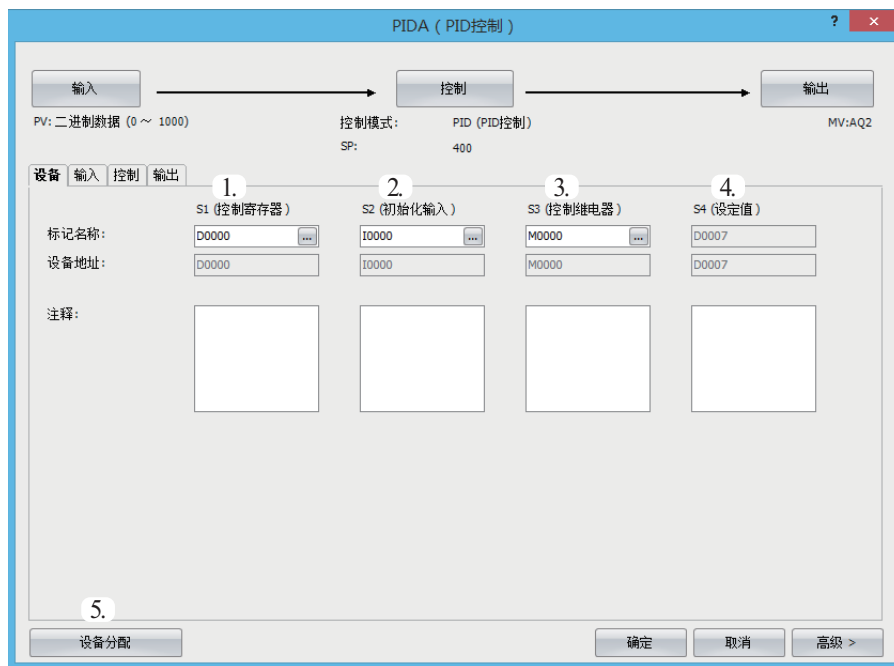 PIDA ( PID控制 )
? ×
输入 控制 输出
PV: 二进制数据 (0 ～ 1000) 控制模式: PID (PID控制) MV:AQ2
SP: 400
设备 输入 控制 输出
1. 2. 3. 4.
S1 (控制寄存器) S2 (初始化输入) S3 (控制继电器) S4 (设定值)
标记名称: D0000 ... I0000 ... M0000 ... D0007
设备地址: D0000 I0000 M0000 D0007
注释:
5.
设备分配 确定 取消 高级 >